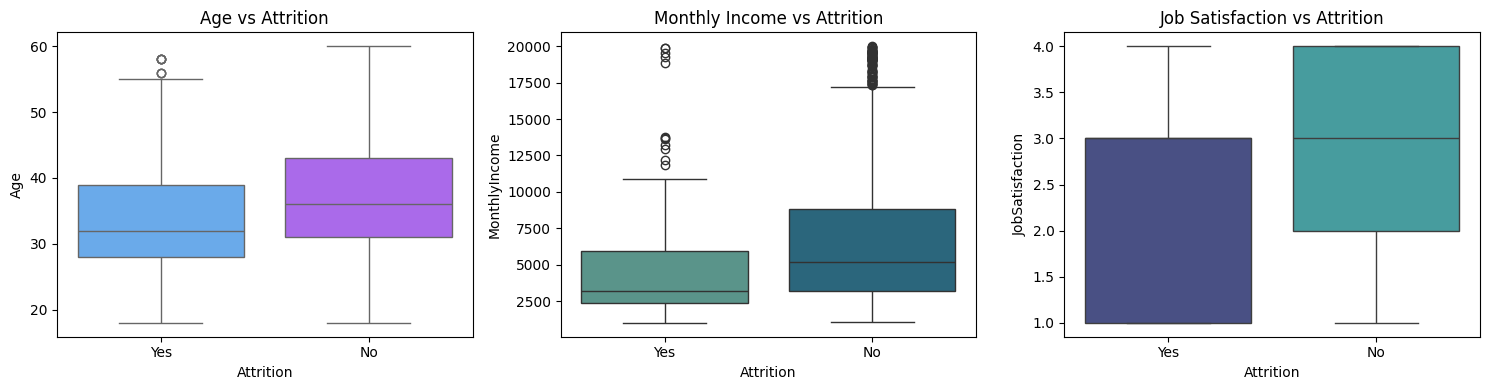 Age vs Attrition
60
50
40
30
20
Age
Yes
No
Attrition
Monthly Income vs Attrition
20000
17500
15000
12500
10000
7500
5000
2500
MonthlyIncome
Yes
No
Attrition
Job Satisfaction vs Attrition
4.0
3.5
3.0
2.5
2.0
1.5
1.0
JobSatisfaction
Yes
No
Attrition